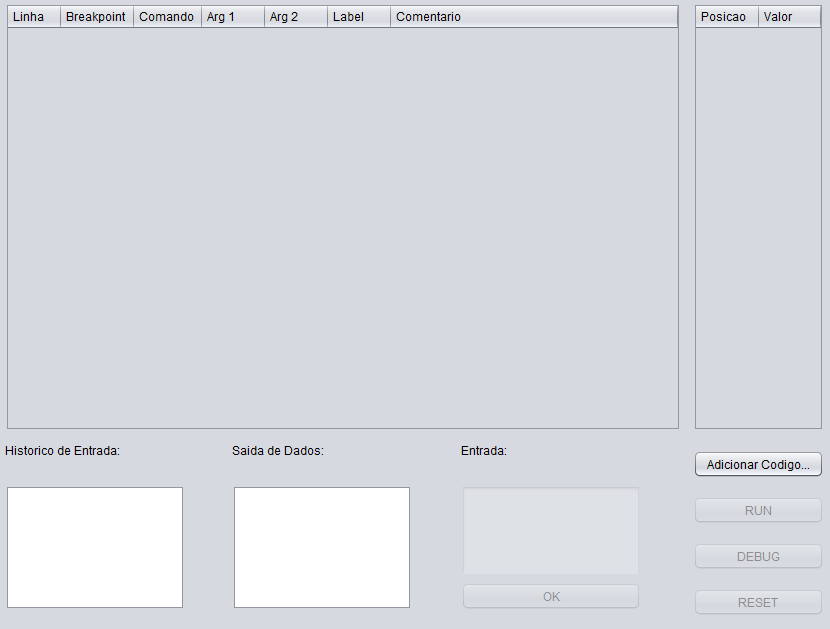 Linha Breakpoint Comando Arg 1 Arg 2 Label Comentario Posicao Valor
Historico de Entrada: Saida de Dados: Entrada:
Adicionar Codigo...
RUN
DEBUG
OK
RESET